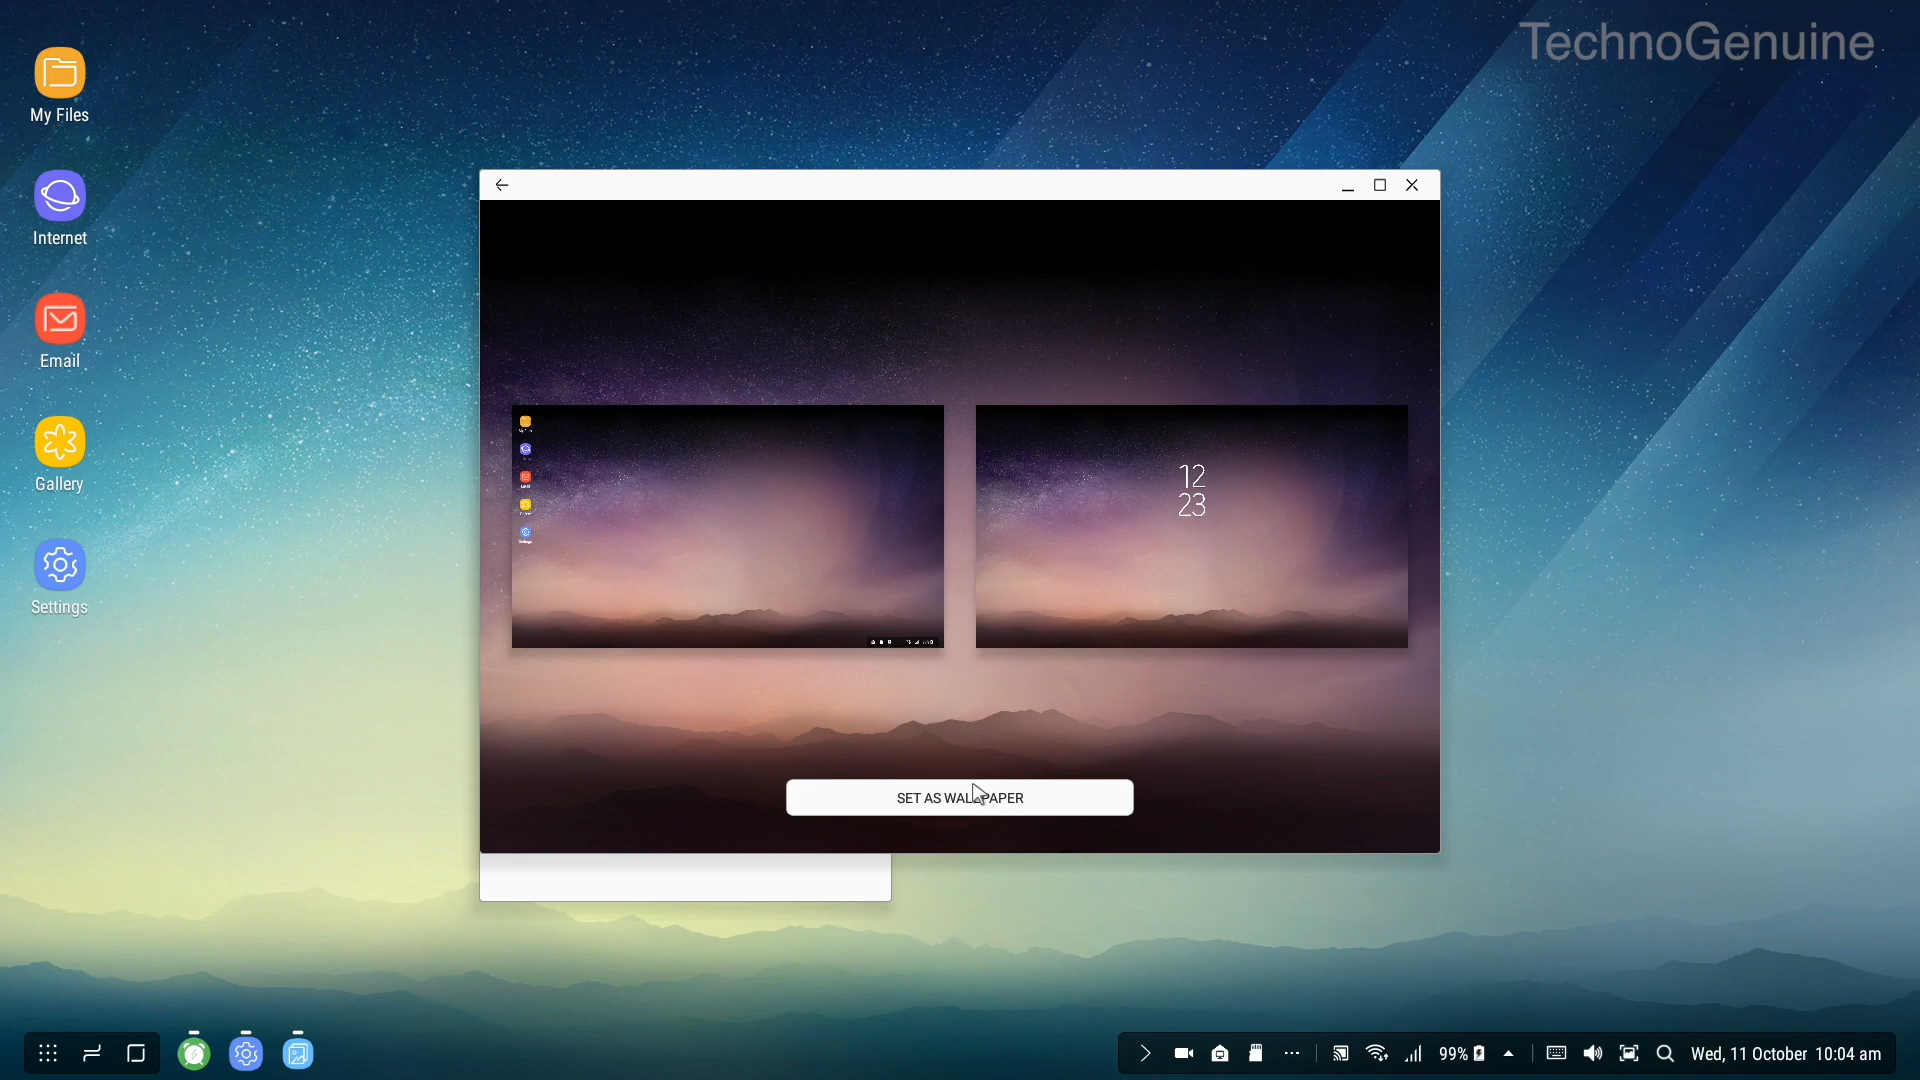 TechnoGenuine
My Files
Internet
Email
Gallery
Settings
12
23
SET AS WALLPAPER
99%
Wed, 11 October 10:04 am